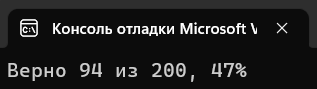 Консоль отладки Microsoft V
Верно 94 из 200, 47%